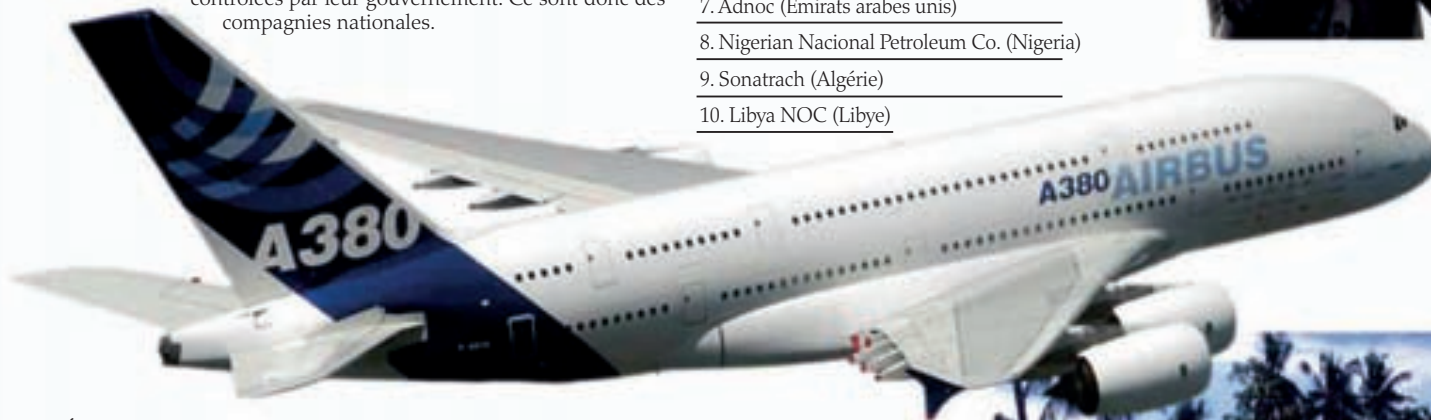 contrôlées par leur gouvernement. Ce sont donc des
compagnies nationales.
7. Adnoc (Émirats arabes unis)
8. Nigerian Nacional Petroleum Co. (Nigeria)
9. Sonatrach (Algérie)
10. Libya NOC (Libye)
A380
A380 AIRBUS